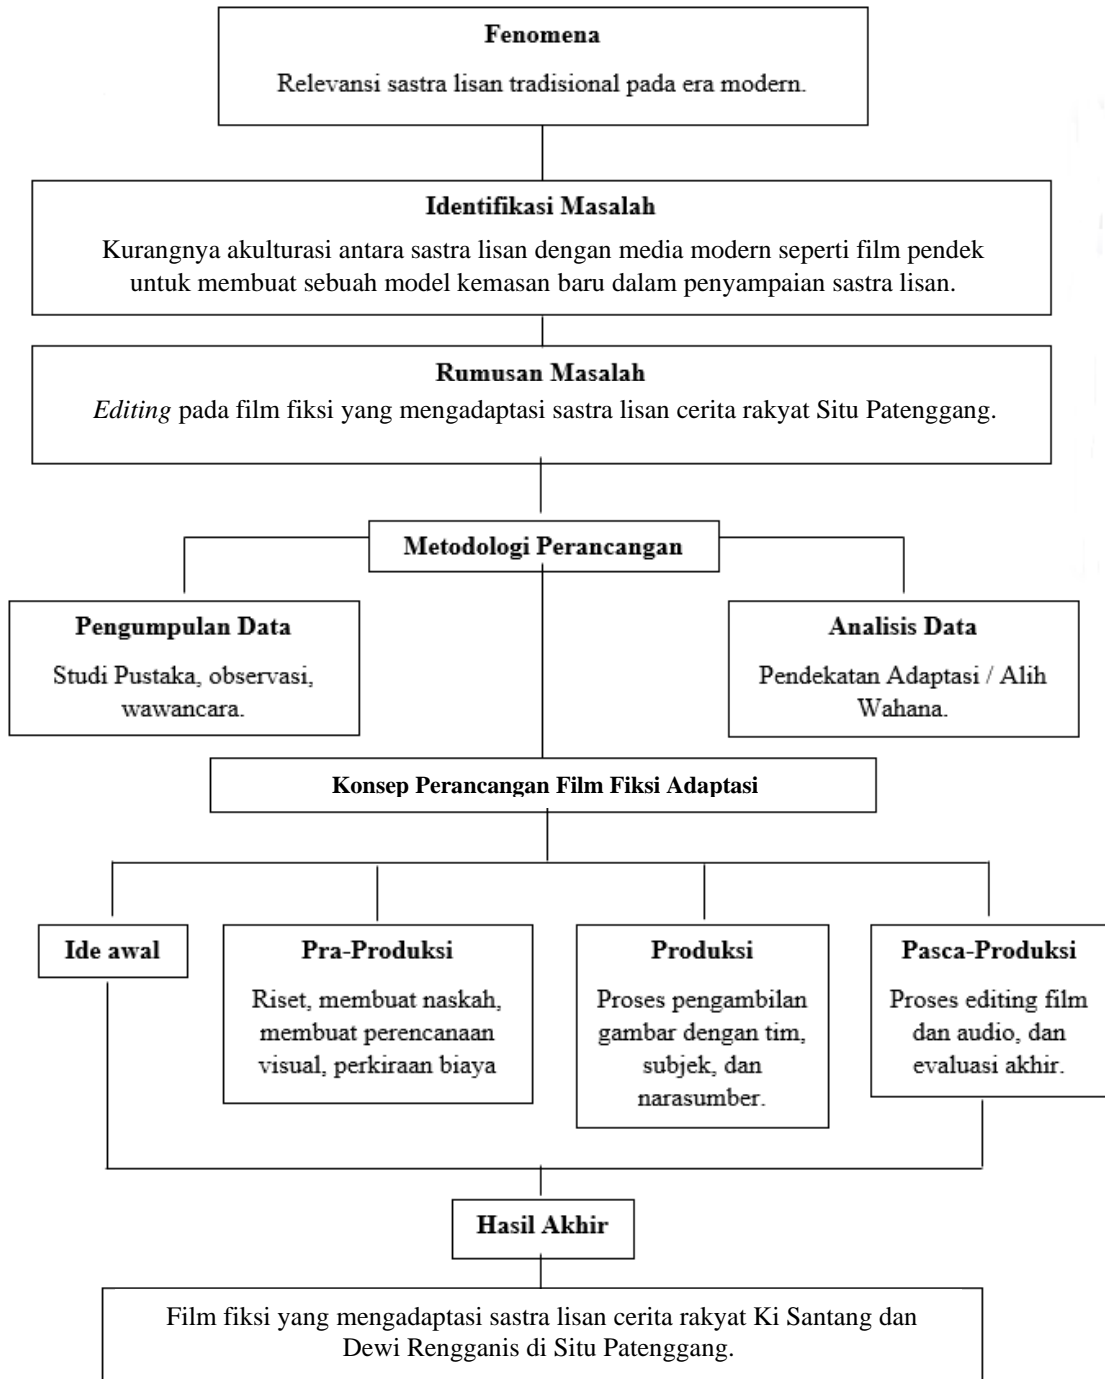 Fenomena
Relevansi sastra lisan tradisional pada era modern.
Identifikasi Masalah
Kurangnya akulturasi antara sastra lisan dengan media modern seperti film pendek
untuk membuat sebuah model kemasan baru dalam penyampaian sastra lisan.
Rumusan Masalah
Editing pada film fiksi yang mengadaptasi sastra lisan cerita rakyat Situ Patenggang.
Metodologi Perancangan
Pengumpulan Data
Studi Pustaka, observasi,
wawancara.
Analisis Data
Pendekatan Adaptasi / Alih
Wahana.
Konsep Perancangan Film Fiksi Adaptasi
Ide awal
Pra-Produksi
Riset, membuat naskah,
membuat perencanaan
visual, perkiraan biaya
Produksi
Proses pengambilan
gambar dengan tim,
subjek, dan
narasumber.
Pasca-Produksi
Proses editing film
dan audio, dan
evaluasi akhir.
Hasil Akhir
Film fiksi yang mengadaptasi sastra lisan cerita rakyat Ki Santang dan
Dewi Rengganis di Situ Patenggang.